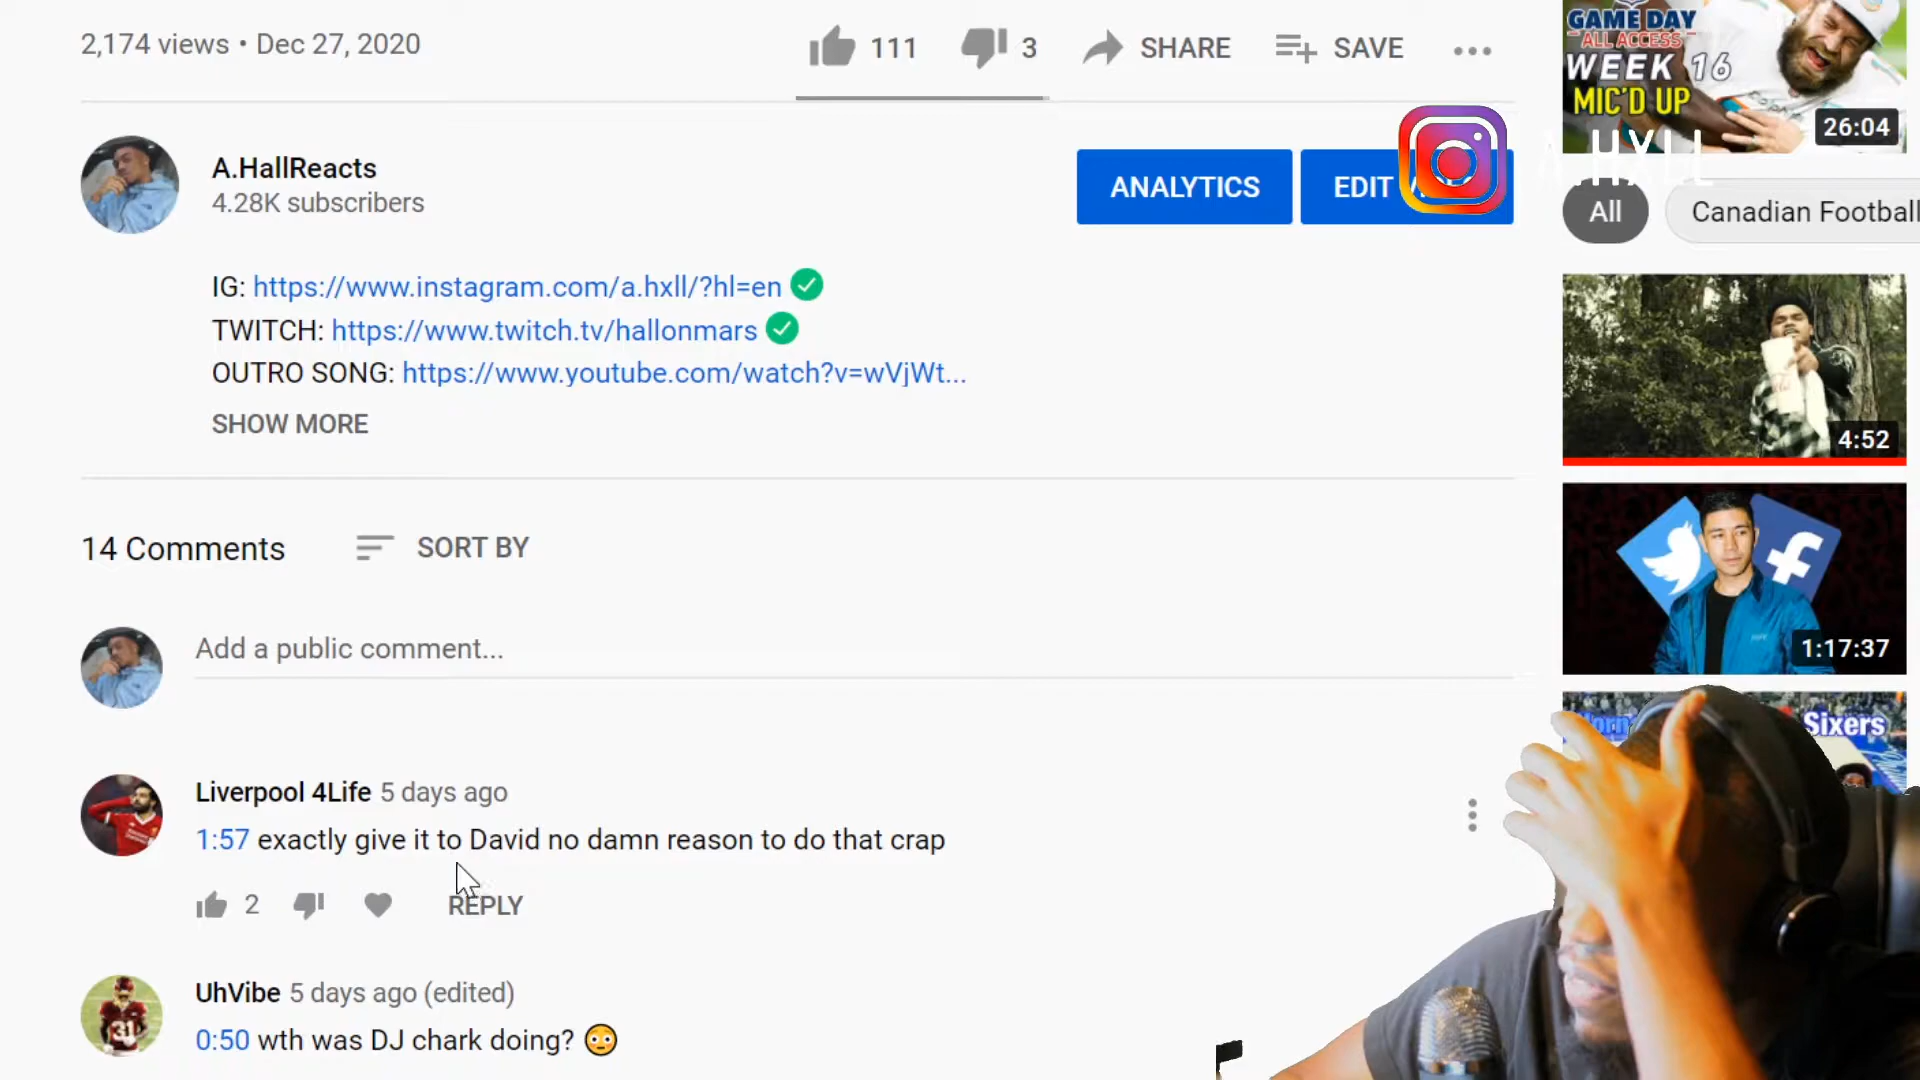 2,174 views • Dec 27, 2020
111
3
SHARE
SAVE
GAME DAY
ALL ACCESS
WEEK 16
MIC'D UP
26:04
A.HallReacts
4.28K subscribers
ANALYTICS
EDIT
A.HXLL
All
Canadian Football
IG: https://www.instagram.com/a.hxll/?hl=en
TWITCH: https://www.twitch.tv/hallonmars
OUTRO SONG: https://www.youtube.com/watch?v=wVjWt...
SHOW MORE
4:52
14 Comments
SORT BY
1:17:37
Add a public comment...
Sixers
Liverpool 4Life 5 days ago
1:57 exactly give it to David no damn reason to do that crap
2
REPLY
UhVibe 5 days ago (edited)
31
0:50 wth was DJ chark doing? 😳